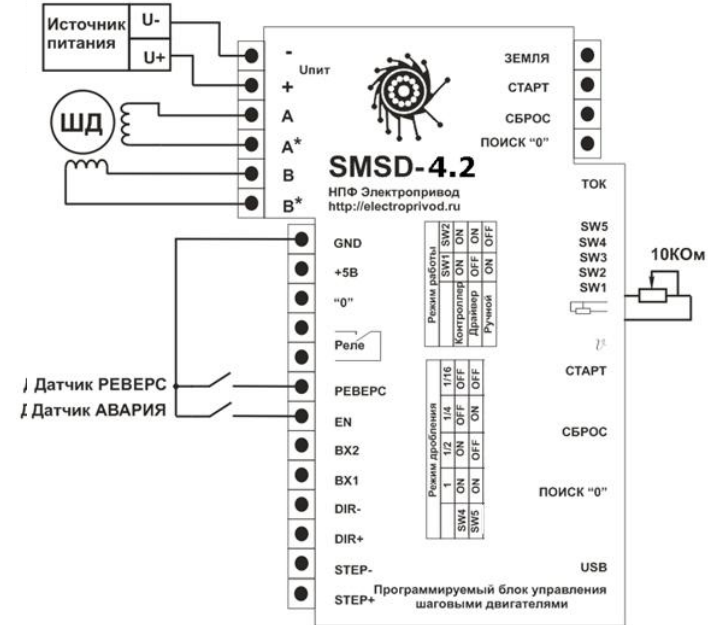 Источник
питания
U-
U+
ШД
-
Uпит
+
A
A*
B
B*
SMSD-4.2
НПФ Электропривод
http://electroprivod.ru
ЗЕМЛЯ
СТАРТ
СБРОС
ПОИСК “0”
ТОК
SW5
SW4
SW3
SW2
SW1
10КОм
СТАРТ
СБРОС
ПОИСК “0”
USB
GND
+5В
“0”
Реле
РЕВЕРС
EN
BX2
BX1
DIR-
DIR+
STEP-
STEP+
Датчик РЕВЕРС
Датчик АВАРИЯ
Режим работы
SW1 SW2
Контроллер ON ON
Драйвер OFF ON
Ручной ON OFF
Режим дробления
1 1/2 1/4 1/16
SW4 ON ON OFF OFF
SW5 ON OFF ON OFF
Программируемый блок управления
шаговыми двигателями